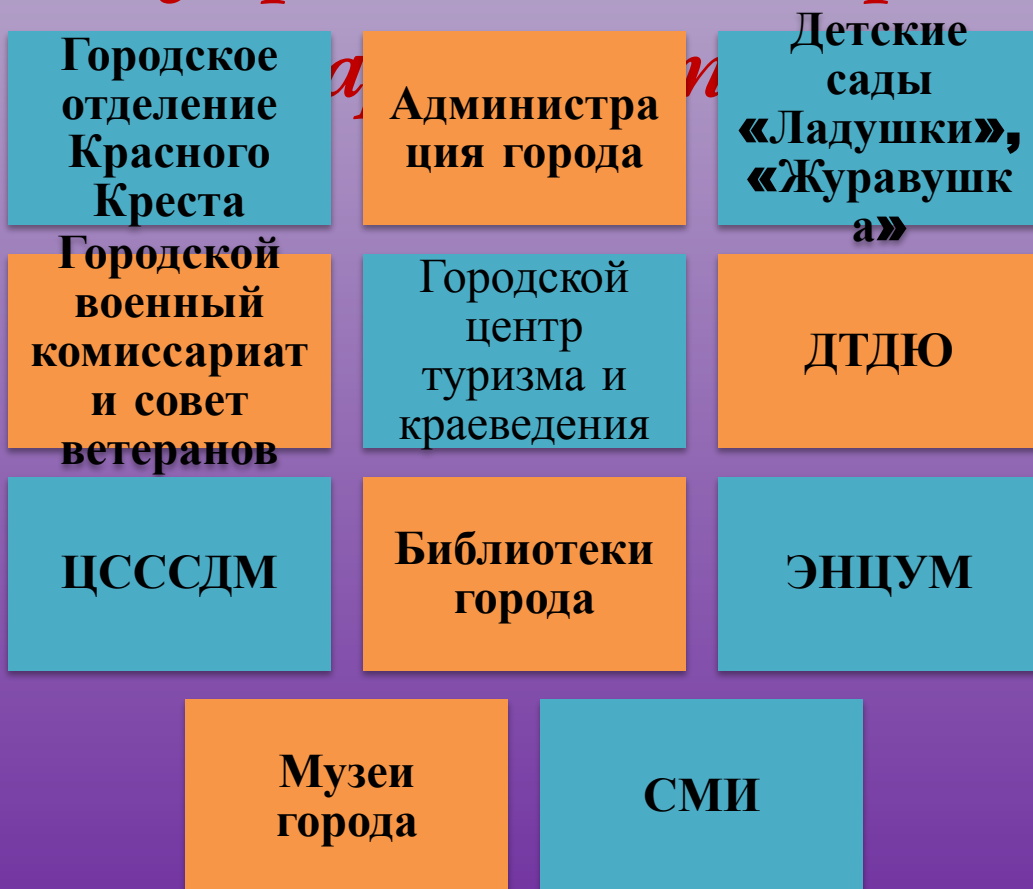 Городское
отделение
Красного
Креста
Администра
ция города
Детские
сады
«Ладушки»,
«Журавушк
а»
Городской
военный
комиссариат
и совет
ветеранов
Городской
центр
туризма и
краеведения
ДТДЮ
ЦСССДМ
Библиотеки
города
ЭНЦУМ
Музеи
города
СМИ